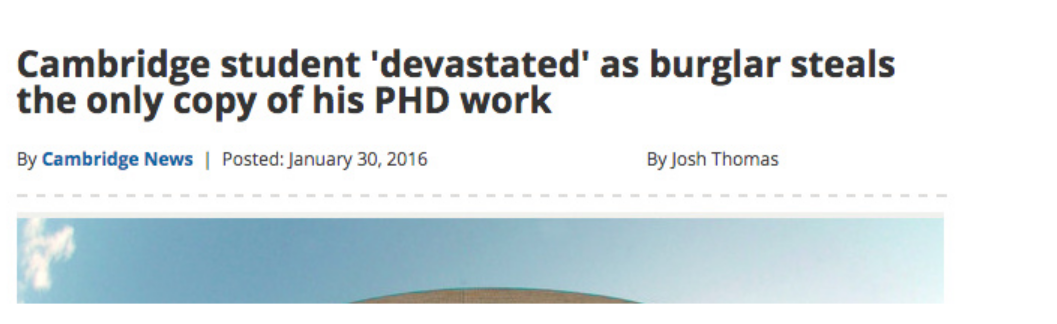 Cambridge student 'devastated' as burglar steals
the only copy of his PHD work
By Cambridge News | Posted: January 30, 2016 By Josh Thomas